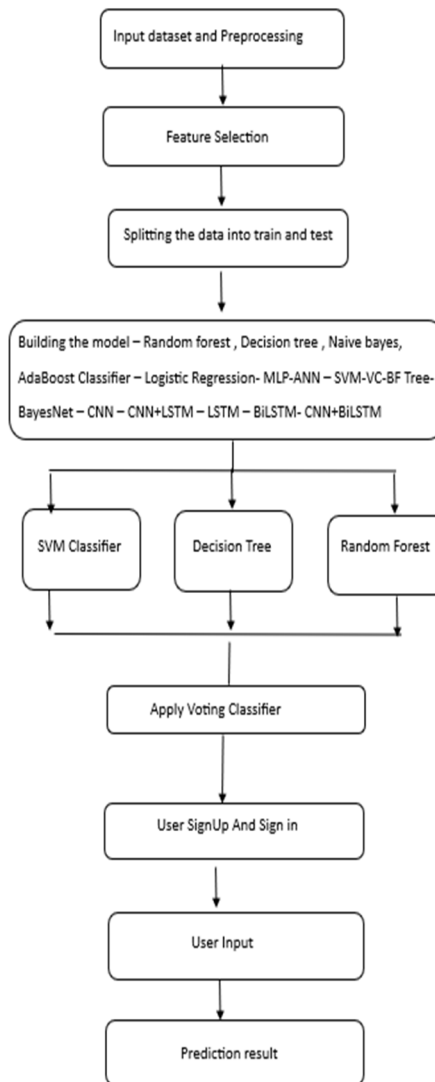 Input dataset and Preprocessing
Feature Selection
Splitting the data into train and test
Building the model – Random forest , Decision tree , Naive bayes,
AdaBoost Classifier – Logistic Regression- MLP-ANN – SVM-VC-BF Tree-
BayesNet – CNN – CNN+LSTM – LSTM – BiLSTM- CNN+BiLSTM
SVM Classifier
Decision Tree
Random Forest
Apply Voting Classifier
User SignUp And Sign in
User Input
Prediction result